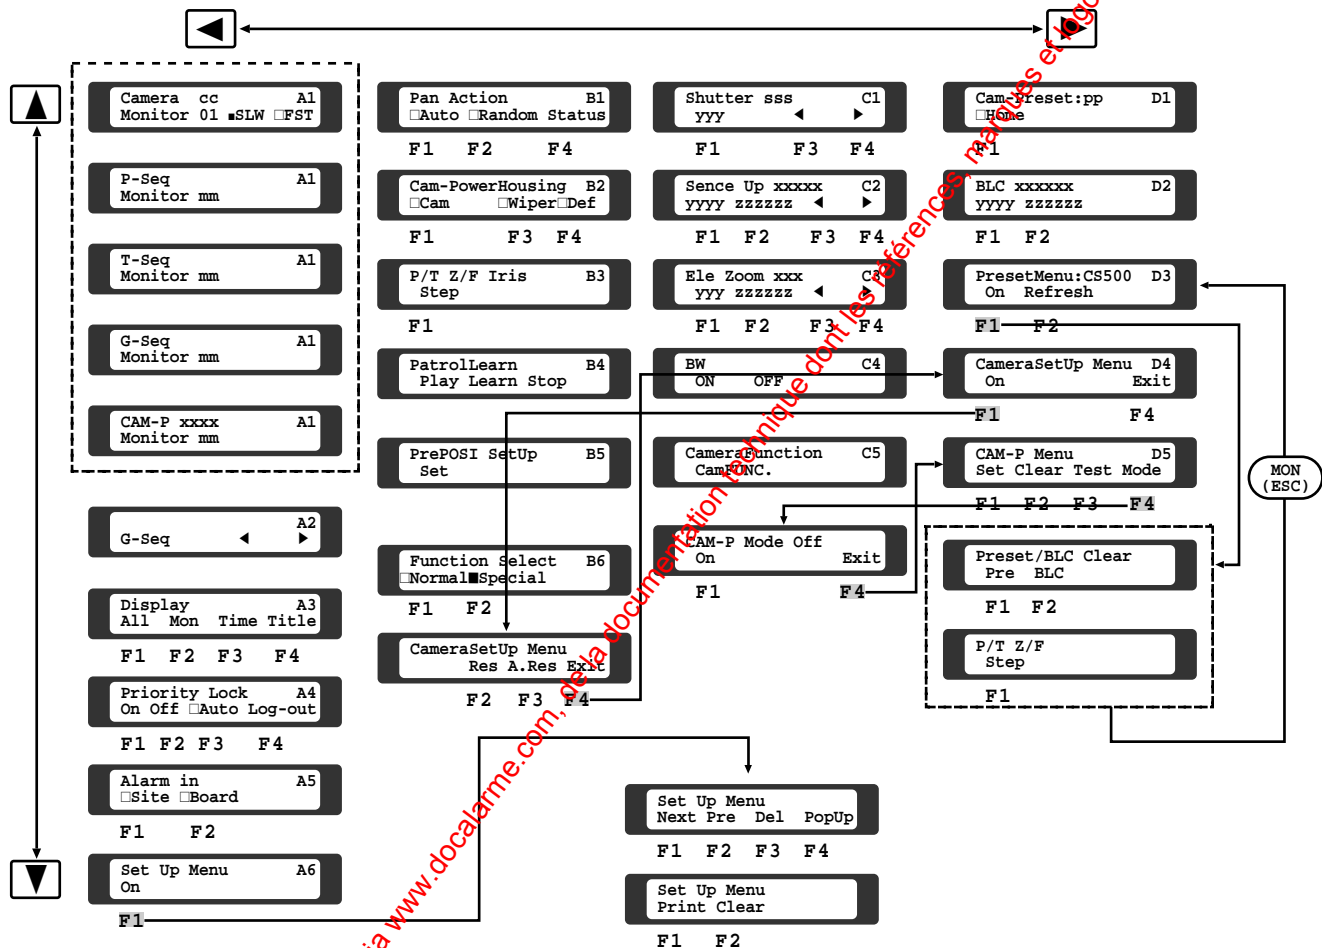 Camera cc A1
Monitor 01 ■SLW □FST
P-Seq A1
Monitor mm
T-Seq A1
Monitor mm
G-Seq A1
Monitor mm
CAM-P xxxx A1
Monitor mm
A2
G-Seq ◀ ▶
Display A3
All Mon Time Title
F1 F2 F3 F4
Priority Lock A4
On Off □Auto Log-out
F1 F2 F3 F4
Alarm in A5
□Site □Board
F1 F2
Set Up Menu A6
On
F1
Pan Action B1
□Auto □Random Status
F1 F2 F4
Cam-PowerHousing B2
□Cam □Wiper□Def
F1 F3 F4
P/T Z/F Iris B3
Step
F1
PatrolLearn B4
Play Learn Stop
PrePOSI SetUp B5
Set
Function Select B6
□Normal■Special
F1 F2
CameraSetUp Menu
Res A.Res Exit
F2 F3 F4
Shutter sss C1
yyy ◀ ▶
F1 F3 F4
Sence Up xxxxx C2
yyyy zzzzzz ◀ ▶
F1 F2 F3 F4
Ele Zoom xxx C3
yyy zzzzzz ◀ ▶
F1 F2 F3 F4
BW C4
ON OFF
CameraFunction C5
CamFUNC.
CAM-P Mode Off
On Exit
F1 F4
Set Up Menu
Next Pre Del PopUp
F1 F2 F3 F4
Set Up Menu
Print Clear
F1 F2
Cam-Preset:pp D1
□Home
F1
BLC xxxxxx D2
yyyy zzzzzz
F1 F2
PresetMenu:CS500 D3
On Refresh
F1 F2
CameraSetUp Menu D4
On Exit
F1 F4
CAM-P Menu D5
Set Clear Test Mode
F1 F2 F3 F4
Preset/BLC Clear
Pre BLC
F1 F2
P/T Z/F
Step
F1
MON
(ESC)
via www.docalarme.com, de la documentation technique dont les références, marques et logo